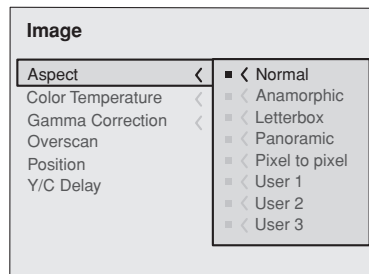 Image
Aspect
Color Temperature
Gamma Correction
Overscan
Position
Y/C Delay
Normal
Anamorphic
Letterbox
Panoramic
Pixel to pixel
User 1
User 2
User 3